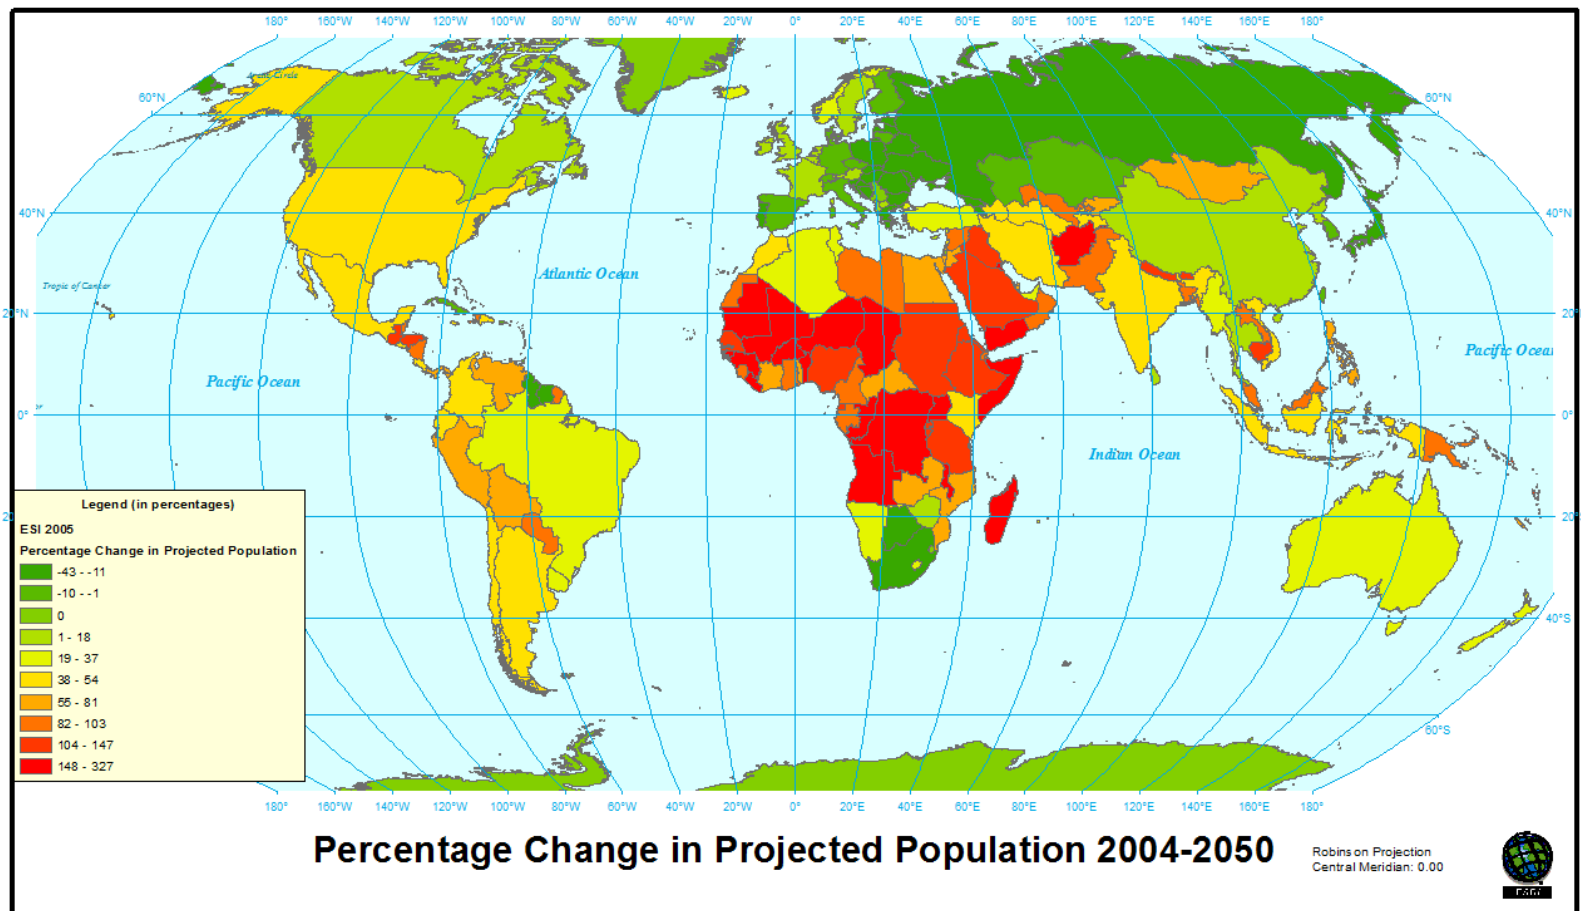 180° 160°W 140°W 120°W 100°W 80°W 60°W 40°W 20°W 0° 20°E 40°E 60°E 80°E 100°E 120°E 140°E 160°E 180°
Arctic Circle
60°N 60°N
40°N 40°N
Atlantic Ocean
Tropic of Cancer
20°N 20°N
Pacific Ocean Pacific Ocean
0° 0°
Indian Ocean
20 20°S
40°S
60°S
Legend (in percentages)
ESI 2005
Percentage Change in Projected Population
-43 - -11
-10 - -1
0
1 - 18
19 - 37
38 - 54
55 - 81
82 - 103
104 - 147
148 - 327
180° 160°W 140°W 120°W 100°W 80°W 60°W 40°W 20°W 0° 20°E 40°E 60°E 80°E 100°E 120°E 140°E 160°E 180°
Percentage Change in Projected Population 2004-2050
Robinson Projection
Central Meridian: 0.00